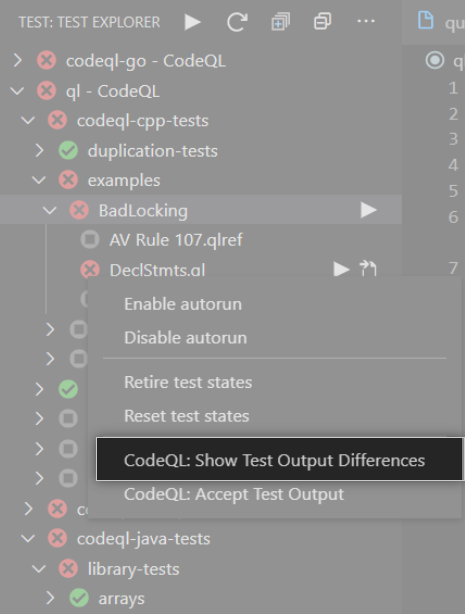 TEST: TEST EXPLORER
qu
codeql-go - CodeQL
ql - CodeQL
ql
codeql-cpp-tests
1
duplication-tests
2
examples
3
BadLocking
4
AV Rule 107.qlref
5
DeclStmts.ql
6
Enable autorun
7
Disable autorun
Retire test states
Reset test states
CodeQL: Show Test Output Differences
CodeQL: Accept Test Output
codeql-java-tests
library-tests
arrays